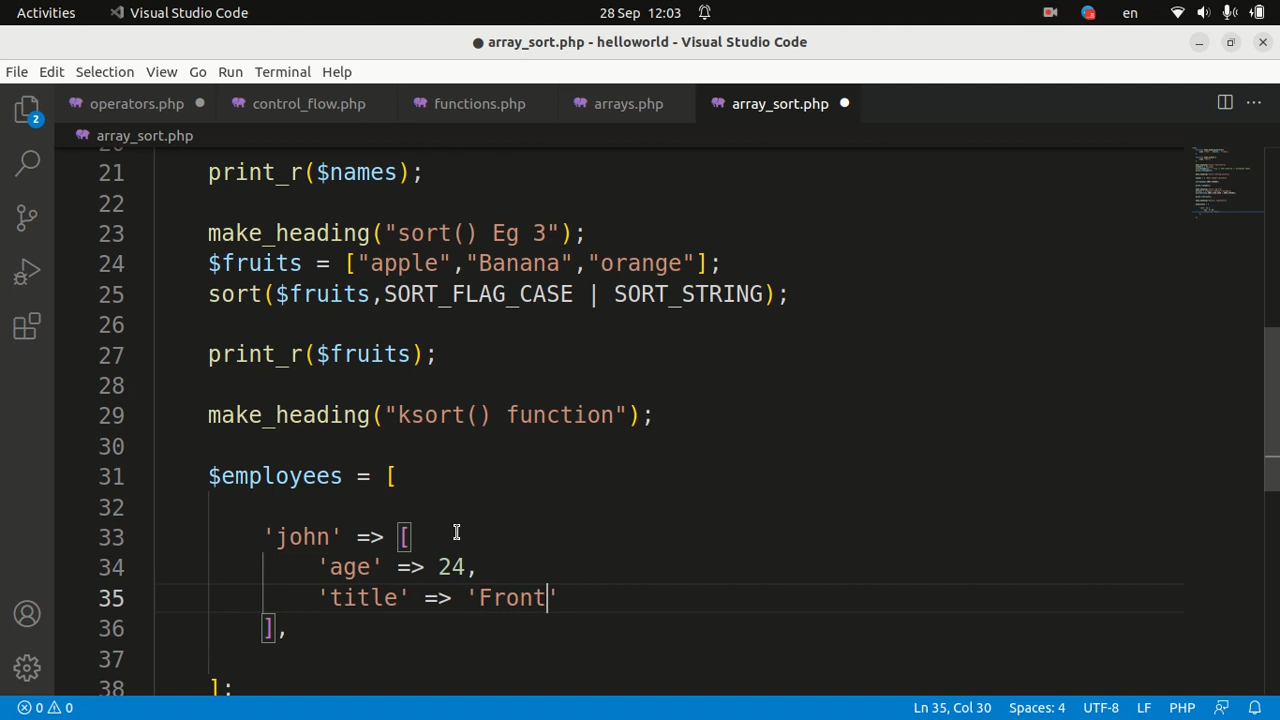 Activities Visual Studio Code 28 Sep 12:03 en
● array_sort.php - helloworld - Visual Studio Code
File Edit Selection View Go Run Terminal Help
operators.php control_flow.php functions.php arrays.php array_sort.php
array_sort.php
21 print_r($names);
22
23 make_heading("sort() Eg 3");
24 $fruits = ["apple","Banana","orange"];
25 sort($fruits,SORT_FLAG_CASE | SORT_STRING);
26
27 print_r($fruits);
28
29 make_heading("ksort() function");
30
31 $employees = [
32
33 'john' => [
34 'age' => 24,
35 'title' => 'Front'
36 ],
37
38 ];
2
0 0 Ln 35, Col 30 Spaces: 4 UTF-8 LF PHP